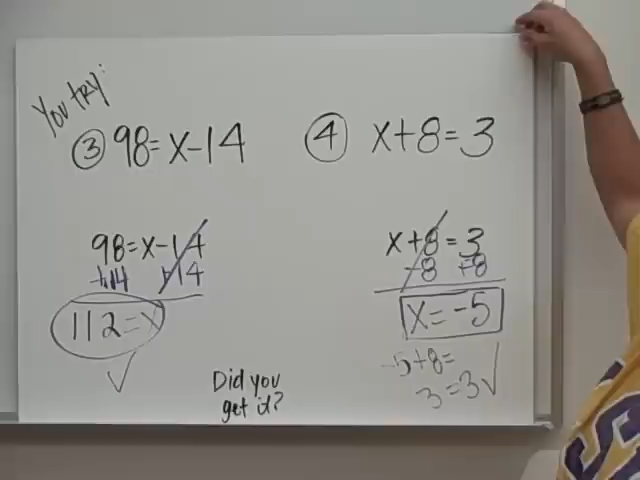 You try:
③ 98=x-14
④ x+8=3
98=x-14
+14 +14
112=x
✓
x+8=3
-8 +8
x=-5
-5+8=
3=3✓
Did you
get it?